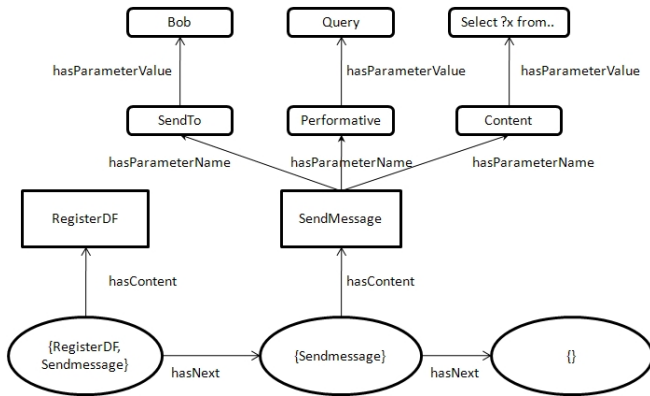 Bob
Query
Select ?x from..
hasParameterValue
hasParameterValue
hasParameterValue
SendTo
Performative
Content
hasParameterName
hasParameterName
hasParameterName
RegisterDF
SendMessage
hasContent
hasContent
{RegisterDF,
Sendmessage}
{Sendmessage}
{}
hasNext
hasNext